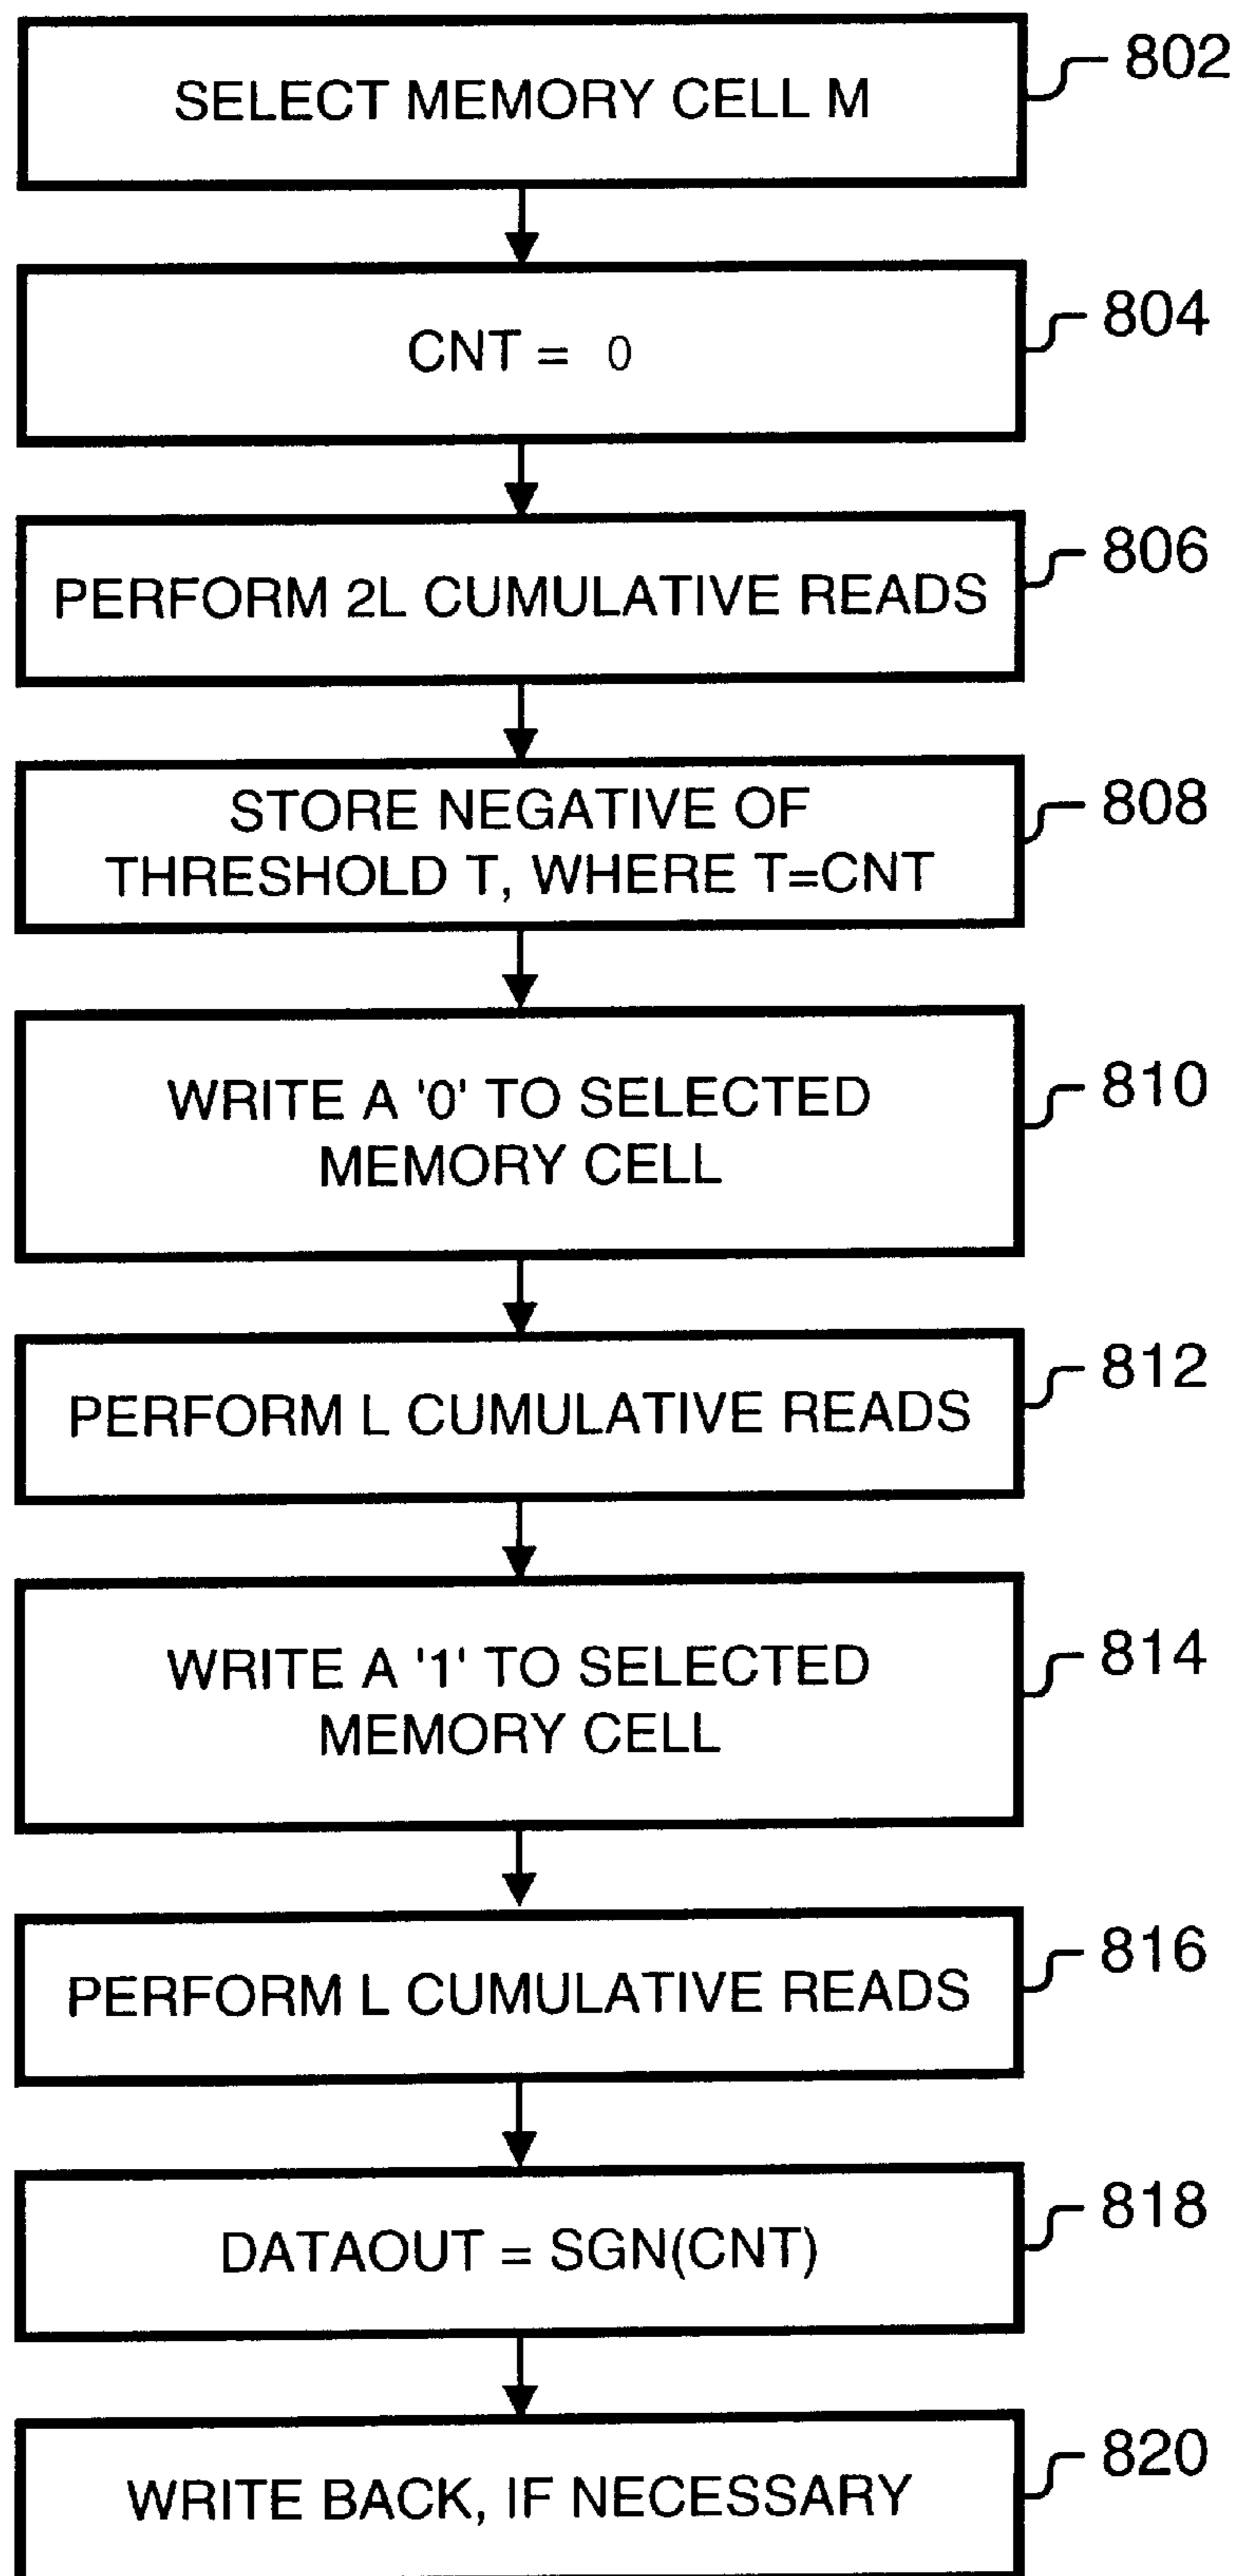 SELECT MEMORY CELL M
802
CNT = 0
804
PERFORM 2L CUMULATIVE READS
806
STORE NEGATIVE OF
THRESHOLD T, WHERE T=CNT
808
WRITE A '0' TO SELECTED
MEMORY CELL
810
PERFORM L CUMULATIVE READS
812
WRITE A '1' TO SELECTED
MEMORY CELL
814
PERFORM L CUMULATIVE READS
816
DATAOUT = SGN(CNT)
818
WRITE BACK, IF NECESSARY
820